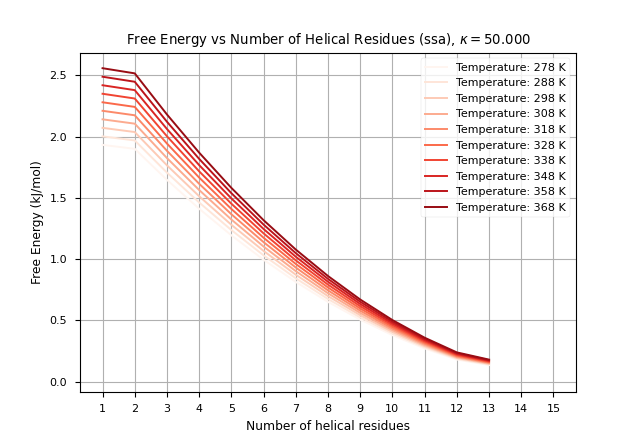 Free Energy vs Number of Helical Residues (ssa), κ = 50.000
Temperature: 278 K
Temperature: 288 K
Temperature: 298 K
Temperature: 308 K
Temperature: 318 K
Temperature: 328 K
Temperature: 338 K
Temperature: 348 K
Temperature: 358 K
Temperature: 368 K
Free Energy (kJ/mol)
2.5
2.0
1.5
1.0
0.5
0.0
1 2 3 4 5 6 7 8 9 10 11 12 13 14 15
Number of helical residues